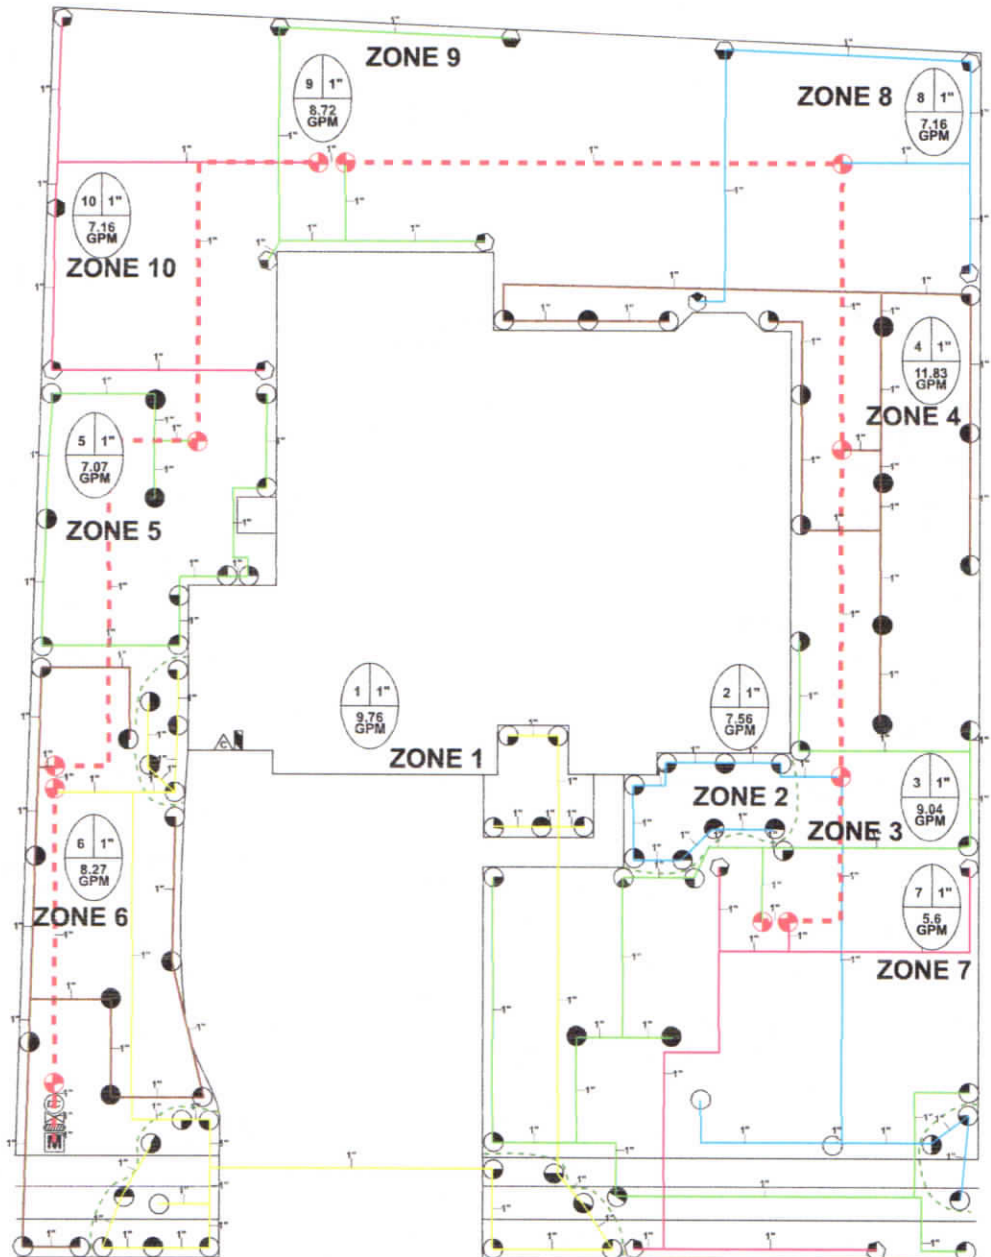 ZONE 9
9 1"
8.72
GPM
ZONE 8
8 1"
7.16
GPM
10 1"
7.16
GPM
ZONE 10
4 1"
11.83
GPM
ZONE 4
5 1"
7.07
GPM
ZONE 5
1 1"
9.76
GPM
ZONE 1
2 1"
7.56
GPM
ZONE 2
3 1"
9.04
GPM
ZONE 3
C
6 1"
8.27
GPM
ZONE 6
7 1"
5.6
GPM
ZONE 7
M